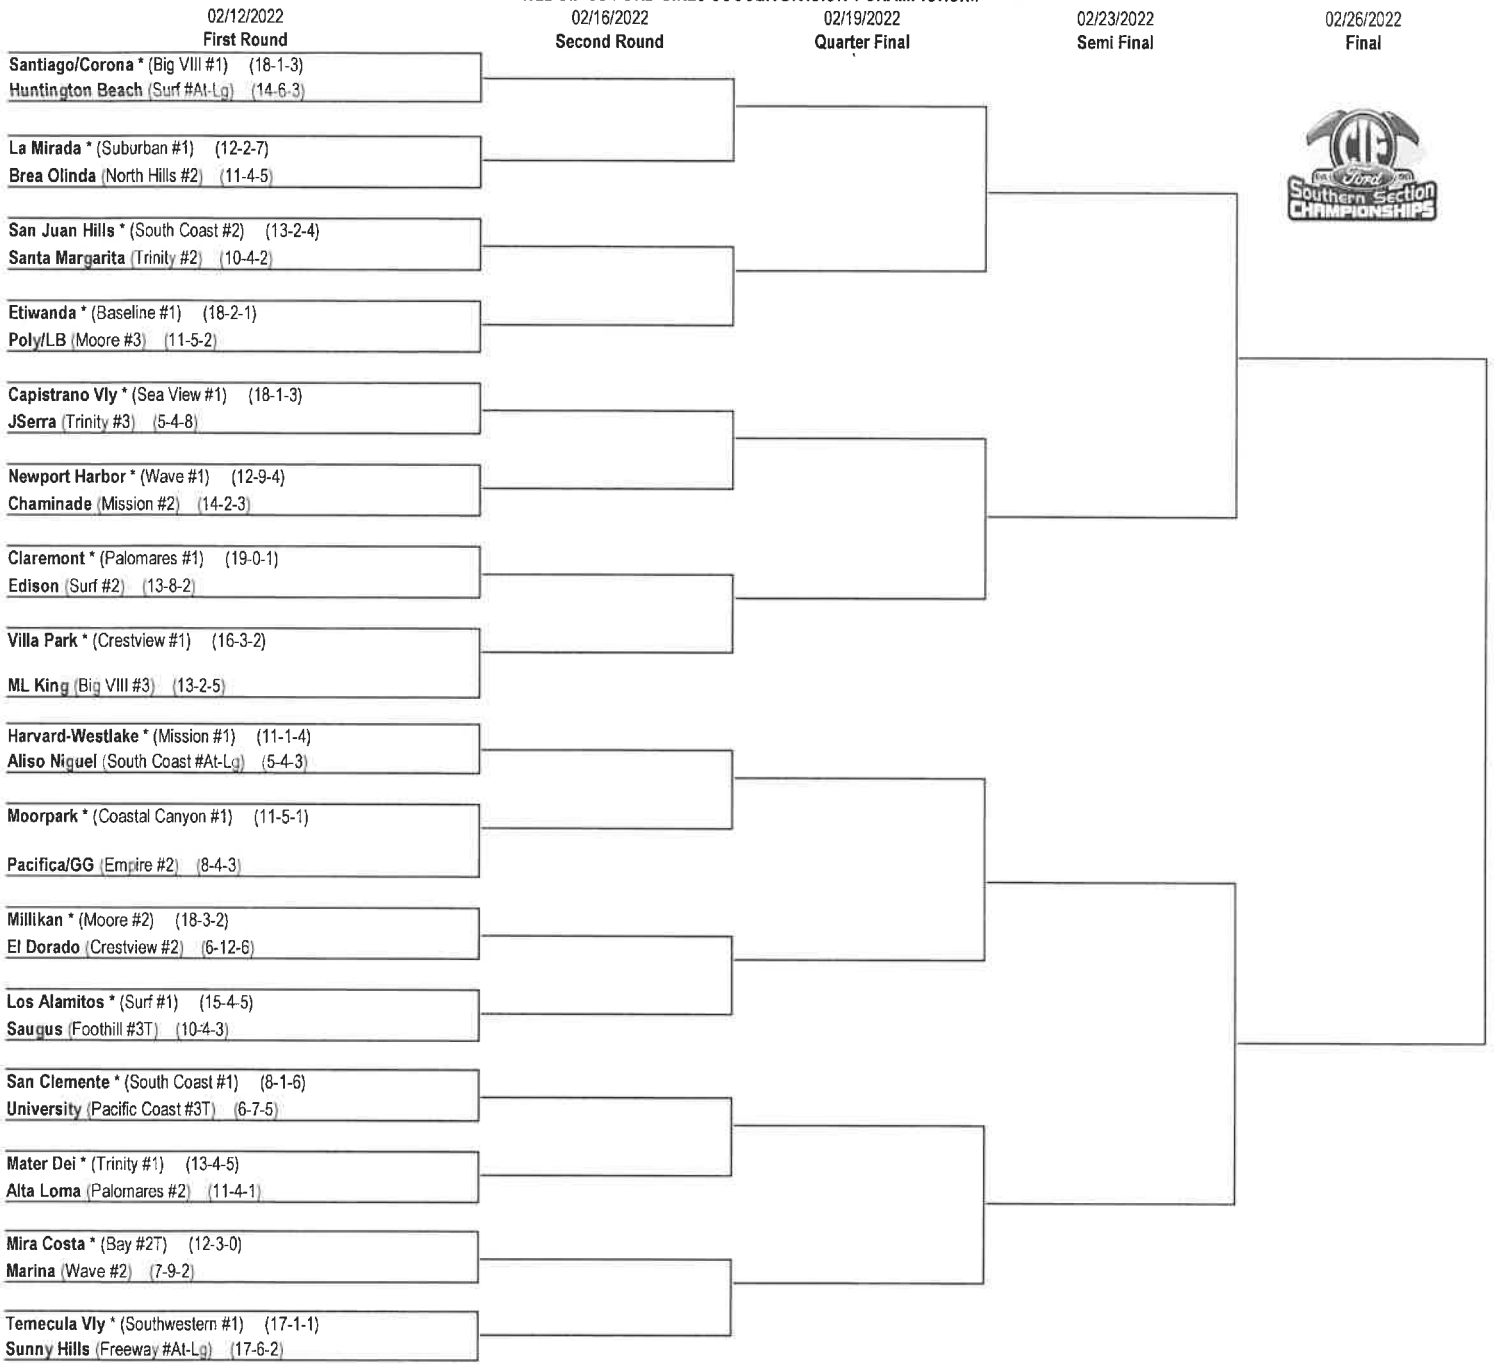 02/12/2022
First Round
02/16/2022
Second Round
02/19/2022
Quarter Final
02/23/2022
Semi Final
02/26/2022
Final
Santiago/Corona * (Big VIII #1) (18-1-3)
Huntington Beach (Surf #At-Lg) (14-6-3)
La Mirada * (Suburban #1) (12-2-7)
Brea Olinda (North Hills #2) (11-4-5)
San Juan Hills * (South Coast #2) (13-2-4)
Santa Margarita (Trinity #2) (10-4-2)
Etiwanda * (Baseline #1) (18-2-1)
Poly/LB (Moore #3) (11-5-2)
Capistrano Vly * (Sea View #1) (18-1-3)
JSerra (Trinity #3) (5-4-8)
Newport Harbor * (Wave #1) (12-9-4)
Chaminade (Mission #2) (14-2-3)
Claremont * (Palomares #1) (19-0-1)
Edison (Surf #2) (13-8-2)
Villa Park * (Crestview #1) (16-3-2)
ML King (Big VIII #3) (13-2-5)
Harvard-Westlake * (Mission #1) (11-1-4)
Aliso Niguel (South Coast #At-Lg) (5-4-3)
Moorpark * (Coastal Canyon #1) (11-5-1)
Pacifica/GG (Empire #2) (8-4-3)
Millikan * (Moore #2) (18-3-2)
El Dorado (Crestview #2) (6-12-6)
Los Alamitos * (Surf #1) (15-4-5)
Saugus (Foothill #3T) (10-4-3)
San Clemente * (South Coast #1) (8-1-6)
University (Pacific Coast #3T) (6-7-5)
Mater Dei * (Trinity #1) (13-4-5)
Alta Loma (Palomares #2) (11-4-1)
Mira Costa * (Bay #2T) (12-3-0)
Marina (Wave #2) (7-9-2)
Temecula Vly * (Southwestern #1) (17-1-1)
Sunny Hills (Freeway #At-Lg) (17-6-2)
CIF
Ford
Southern Section
CHAMPIONSHIPS